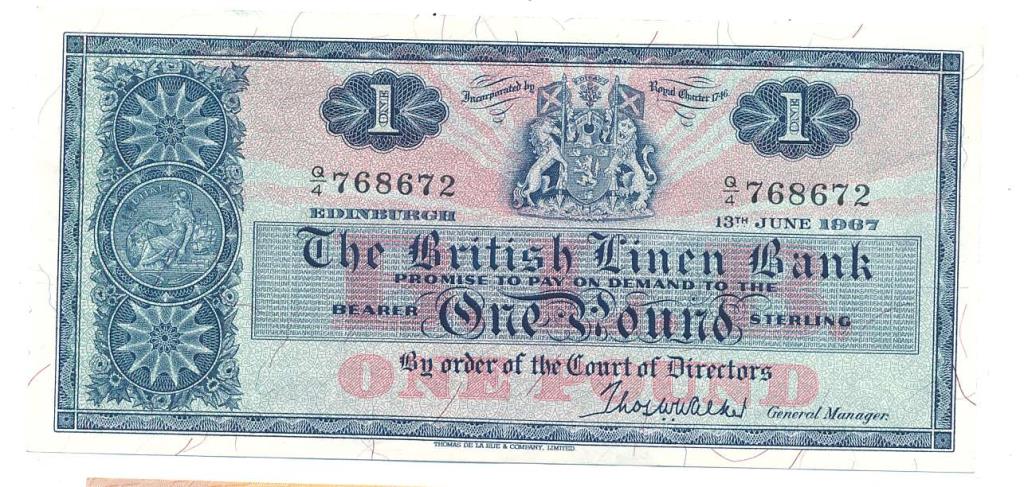 1 ONE
Incorporated by Royal Charter 1746
1 ONE
Q/4 768672
Q/4 768672
EDINBURGH
13TH JUNE 1967
The British Linen Bank
PROMISE TO PAY ON DEMAND TO THE
BEARER One Pound STERLING
By order of the Court of Directors
ONE POUND
Thos W Walker General Manager.
THOMAS DE LA RUE & COMPANY, LIMITED.